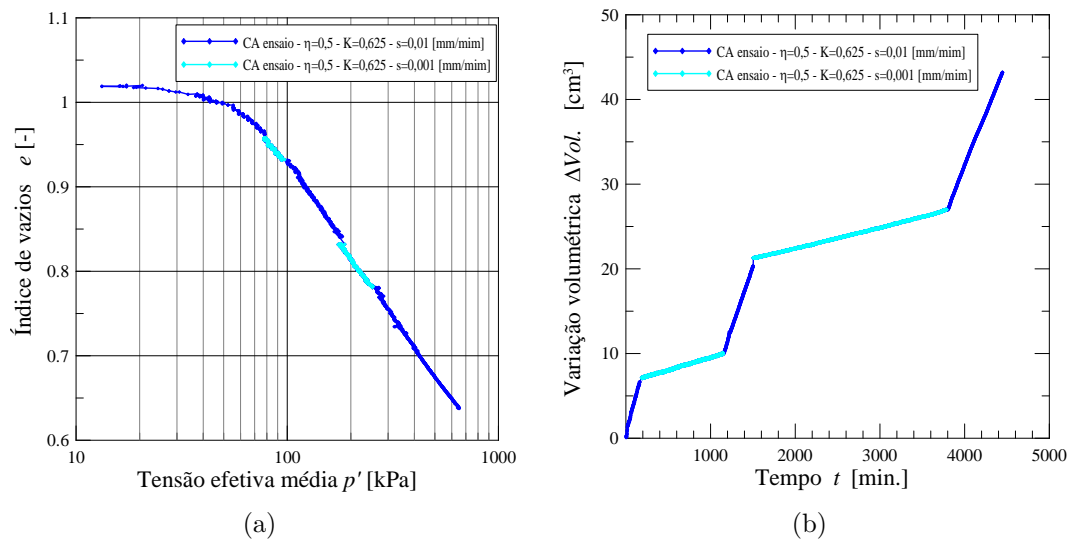 1.1
1
0.9
0.8
0.7
0.6
Índice de vazios e [-]
CA ensaio - η=0,5 - K=0,625 - s=0,01 [mm/mim]
CA ensaio - η=0,5 - K=0,625 - s=0,001 [mm/mim]
10 100 1000
Tensão efetiva média p' [kPa]
(a)
50
40
30
20
10
0
Variação volumétrica ΔVol. [cm³]
CA ensaio - η=0,5 - K=0,625 - s=0,01 [mm/mim]
CA ensaio - η=0,5 - K=0,625 - s=0,001 [mm/mim]
1000 2000 3000 4000 5000
Tempo t [min.]
(b)